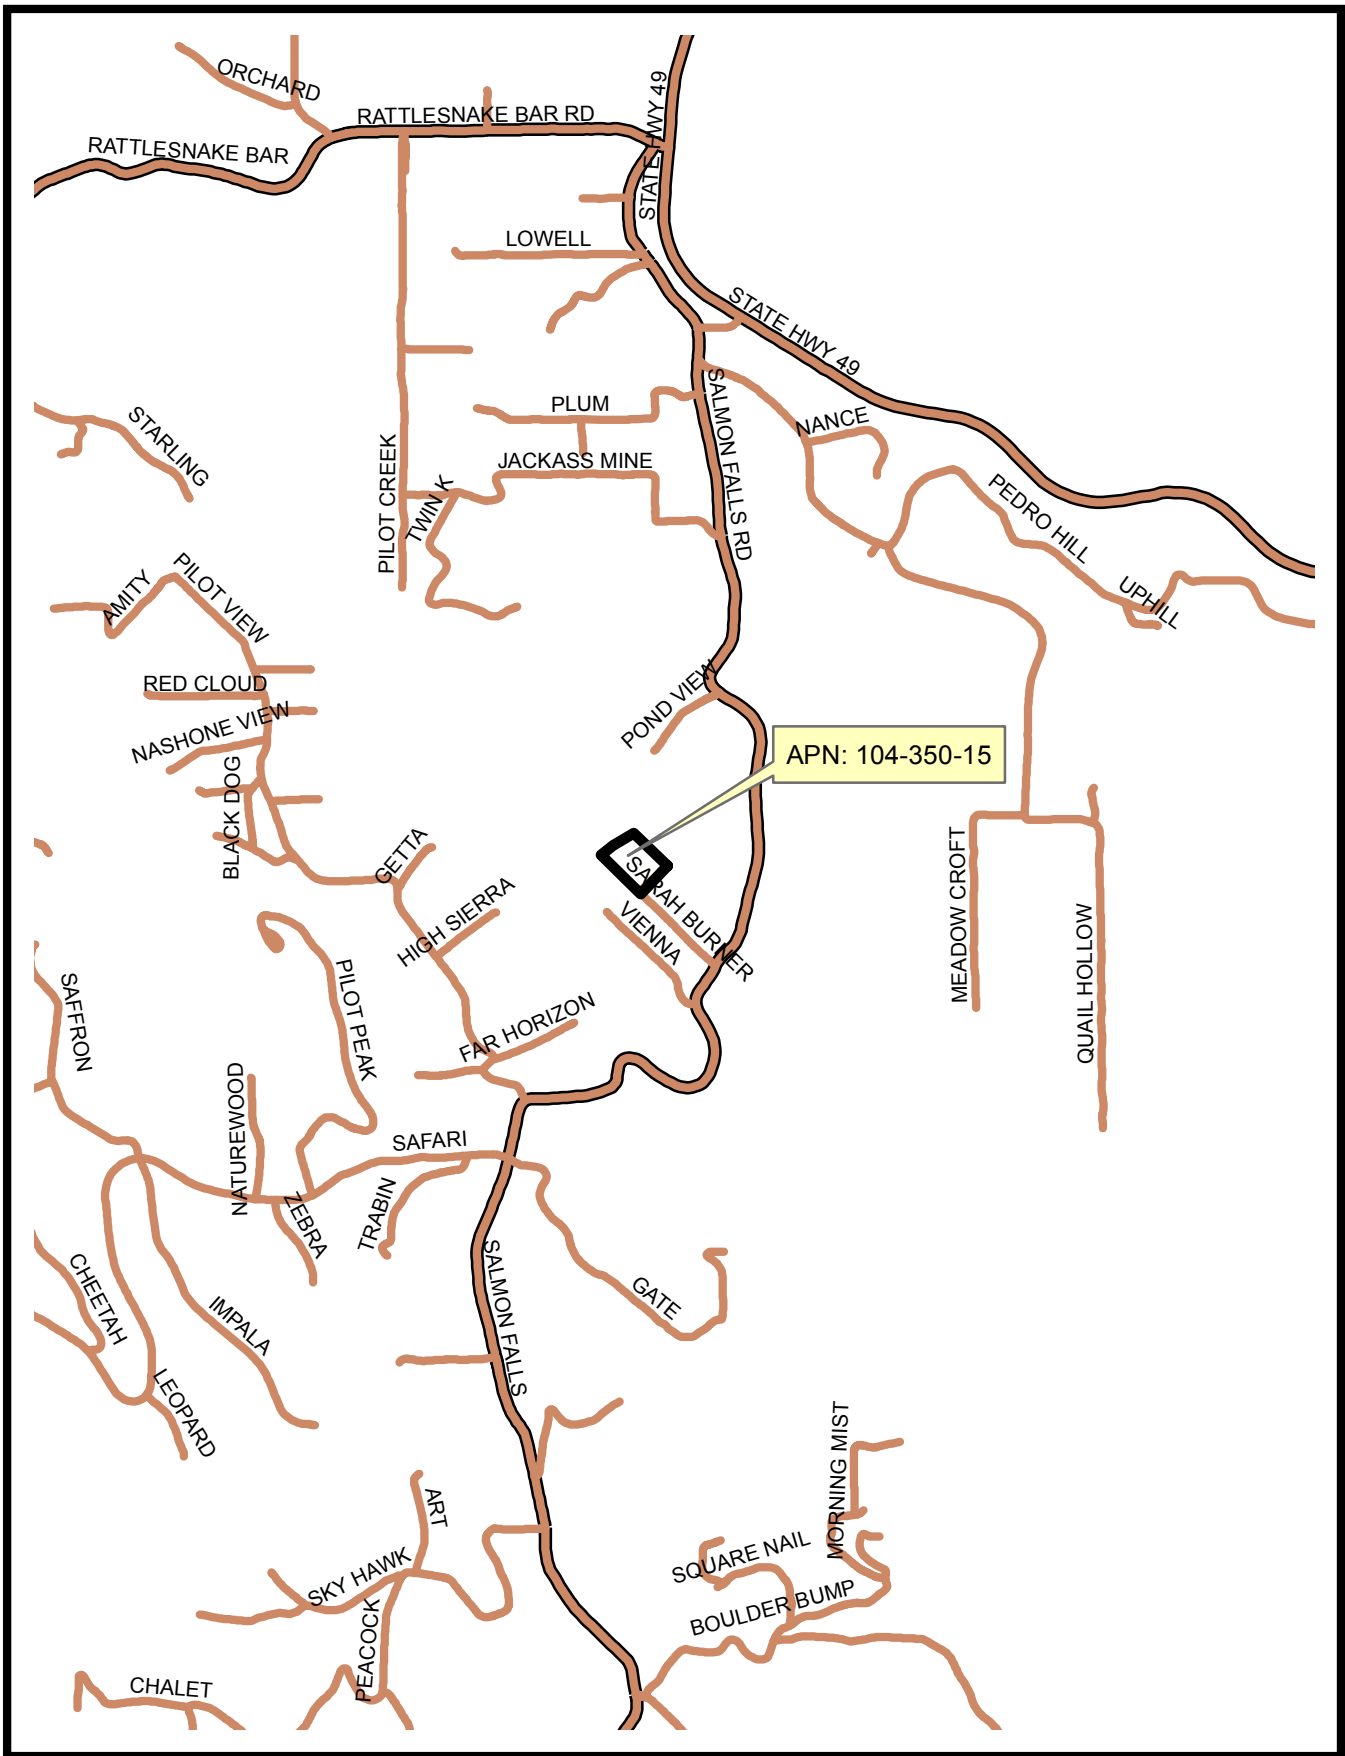 ORCHARD
STATE HWY 49
RATTLESNAKE BAR RD
RATTLESNAKE BAR
LOWELL
STATE HWY 49
SALMON FALLS RD
PLUM
NANCE
STARLING
PILOT CREEK
JACKASS MINE
TWIN K
PEDRO HILL
UPHILL
AMITY
PILOT VIEW
RED CLOUD
POND VIEW
NASHONE VIEW
APN: 104-350-15
BLACK DOG
GETTA
SARAH BURNER
MEADOW CROFT
HIGH SIERRA
VIENNA
QUAIL HOLLOW
SAFFRON
PILOT PEAK
FAR HORIZON
NATUREWOOD
SAFARI
TRABIN
ZEBRA
SALMON FALLS
CHEETAH
GATE
IMPALA
LEOPARD
MORNING MIST
ART
SQUARE NAIL
SKY HAWK
BOULDER BUMP
PEACOCK
CHALET